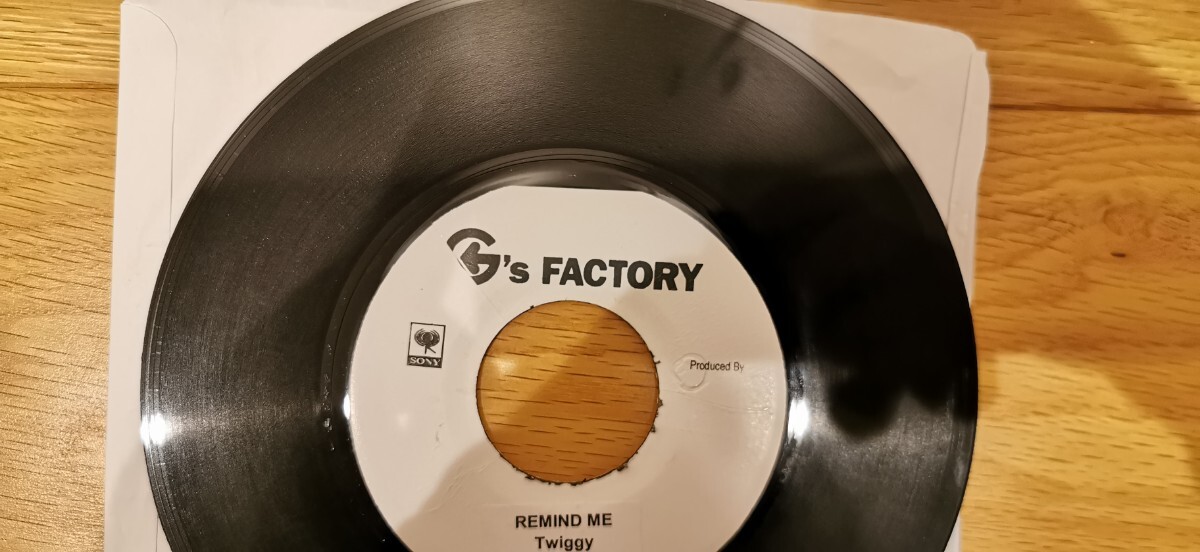 G's FACTORY
SONY
Produced By
REMIND ME
Twiggy